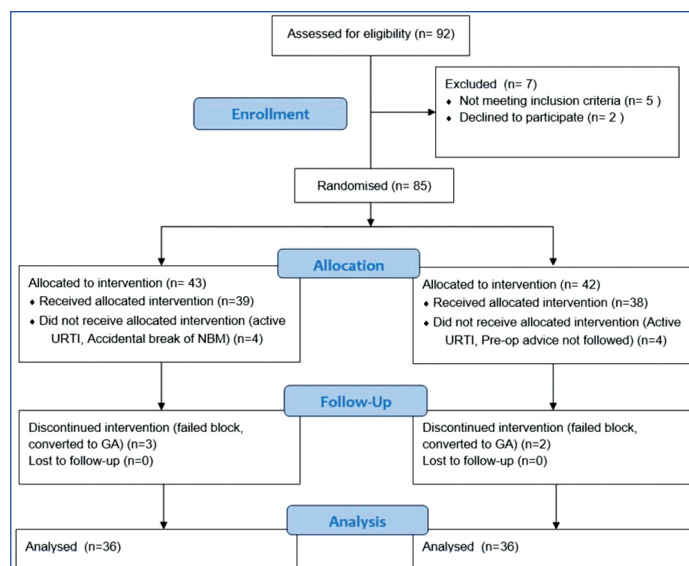 Assessed for eligibility (n= 92)
Excluded (n= 7)
♦ Not meeting inclusion criteria (n= 5 )
♦ Declined to participate (n= 2 )
Enrollment
Randomised (n= 85)
Allocation
Allocated to intervention (n= 43)
♦ Received allocated intervention (n=39)
♦ Did not receive allocated intervention (active
URTI, Accidental break of NBM) (n=4)
Allocated to intervention (n= 42)
♦ Received allocated intervention (n=38)
♦ Did not receive allocated intervention (Active
URTI, Pre-op advice not followed) (n=4)
Follow-Up
Discontinued intervention (failed block,
converted to GA) (n=3)
Lost to follow-up (n=0)
Discontinued intervention (failed block,
converted to GA) (n=2)
Lost to follow-up (n=0)
Analysis
Analysed (n=36)
Analysed (n=36)